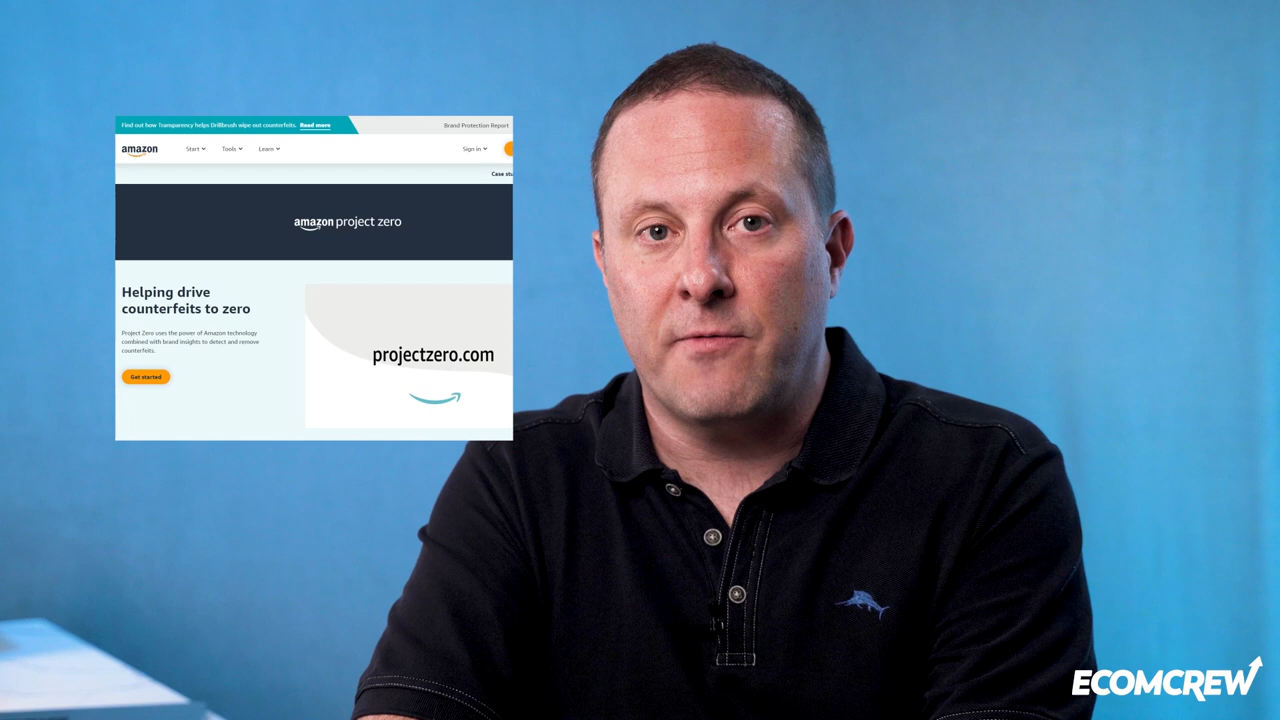 Find out how Transparency helps Drillbrush wipe out counterfeits. Read more
Brand Protection Report
amazon
Start
Tools
Learn
Sign in
Case stu
amazon project zero
Helping drive
counterfeits to zero
Project Zero uses the power of Amazon technology
combined with brand insights to detect and remove
counterfeits.
Get started
projectzero.com
ECOMCREW